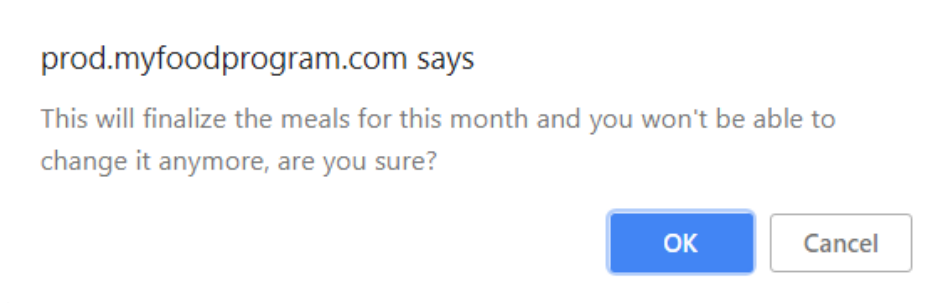 prod.myfoodprogram.com says
This will finalize the meals for this month and you won't be able to
change it anymore, are you sure?
OK Cancel